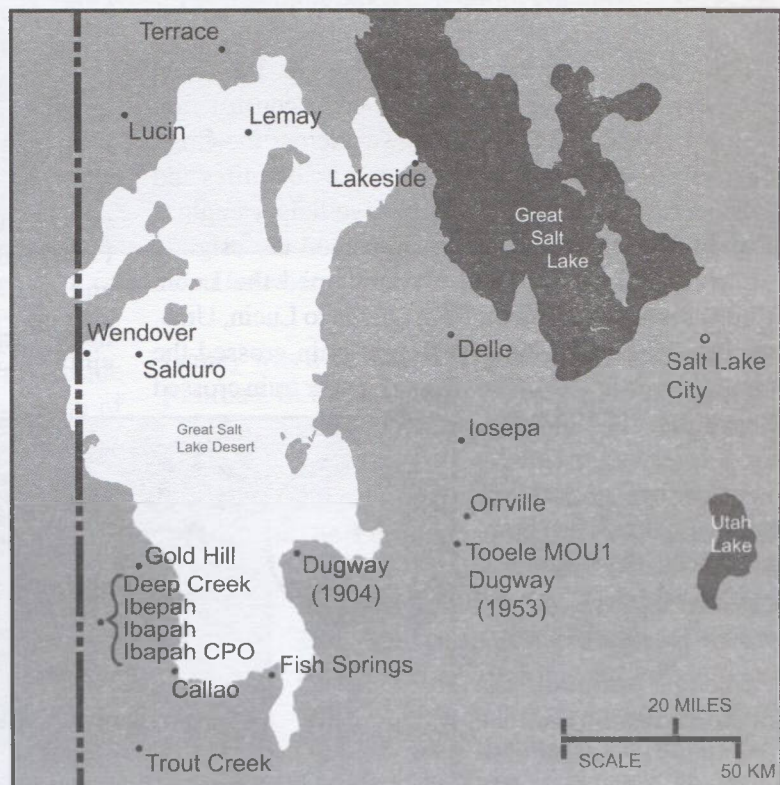 Terrace
Lucin
Lemay
Lakeside
Great
Salt
Lake
Wendover
Salduro
Delle
Salt Lake
City
Great Salt
Lake Desert
Iosepa
Orrville
Utah
Lake
Gold Hill
Deep Creek
Ibepah
Ibapah
Ibapah CPO
Dugway
(1904)
Tooele MOU1
Dugway
(1953)
Callao
Fish Springs
Trout Creek
20 MILES
SCALE
50 KM